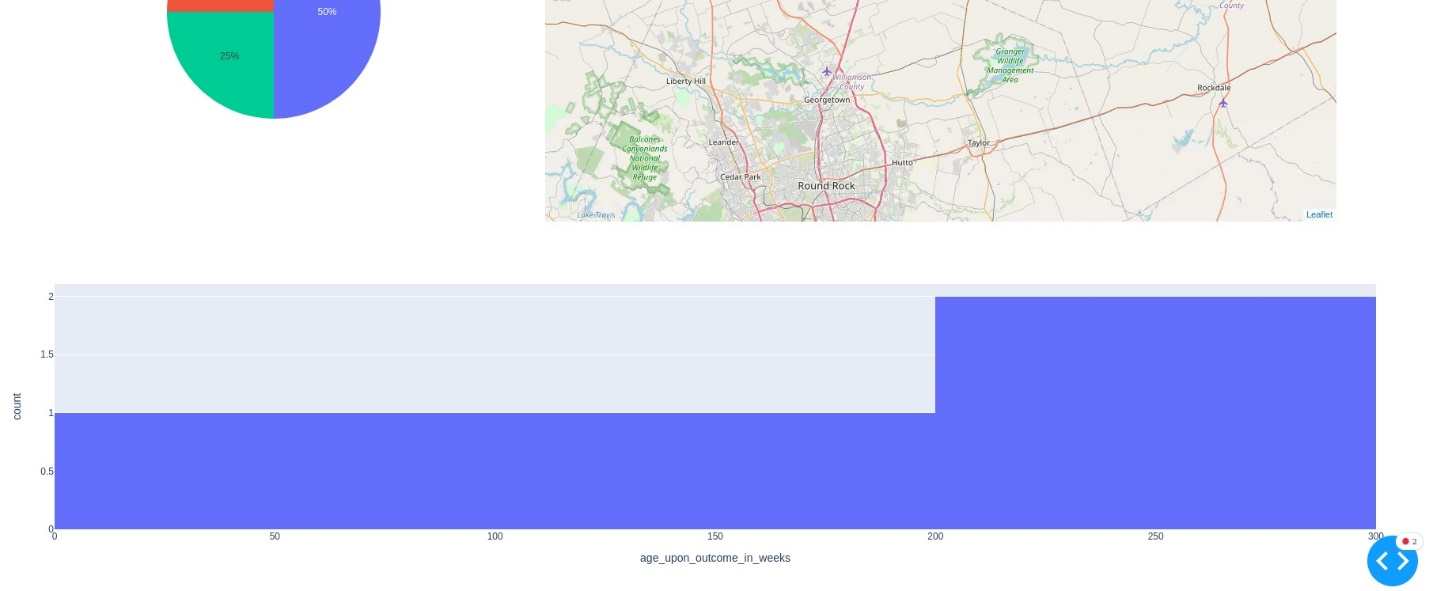 50%
25%
County
Granger
Wildlife
Management
Area
Liberty Hill
Williamson
County
Georgetown
Rockdale
Balcones
Canyonlands
National
Wildlife
Refuge
Leander
Taylor
Hutto
Cedar Park
Round Rock
Lake Travis
Leaflet
2
1.5
1
0.5
0
count
0 50 100 150 200 250 300
age_upon_outcome_in_weeks
2